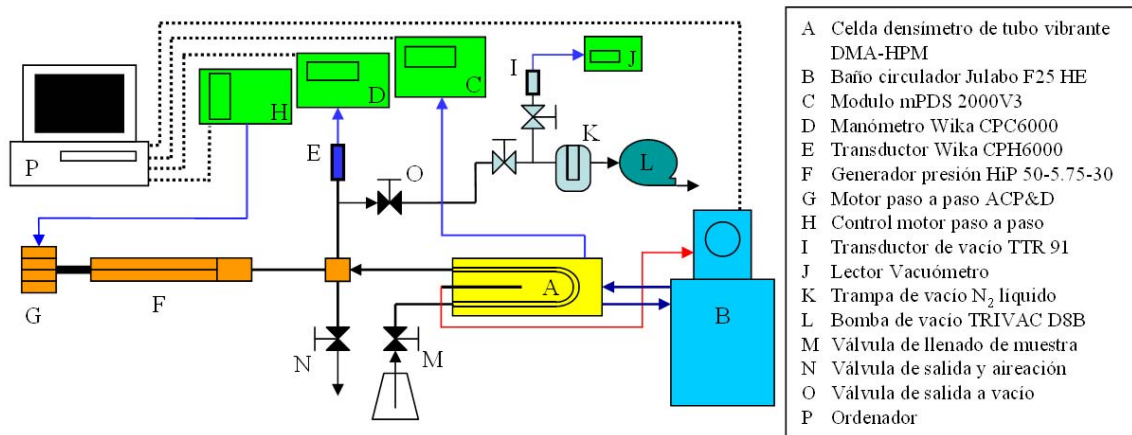 H
D
C
I
J
K
L
P
E
O
G
F
A
B
N
M
A Celda densímetro de tubo vibrante
DMA-HPM
B Baño circulador Julabo F25 HE
C Modulo mPDS 2000V3
D Manómetro Wika CPC6000
E Transductor Wika CPH6000
F Generador presión HiP 50-5.75-30
G Motor paso a paso ACP&D
H Control motor paso a paso
I Transductor de vacío TTR 91
J Lector Vacuómetro
K Trampa de vacío N₂ líquido
L Bomba de vacío TRIVAC D8B
M Válvula de llenado de muestra
N Válvula de salida y aireación
O Válvula de salida a vacío
P Ordenador